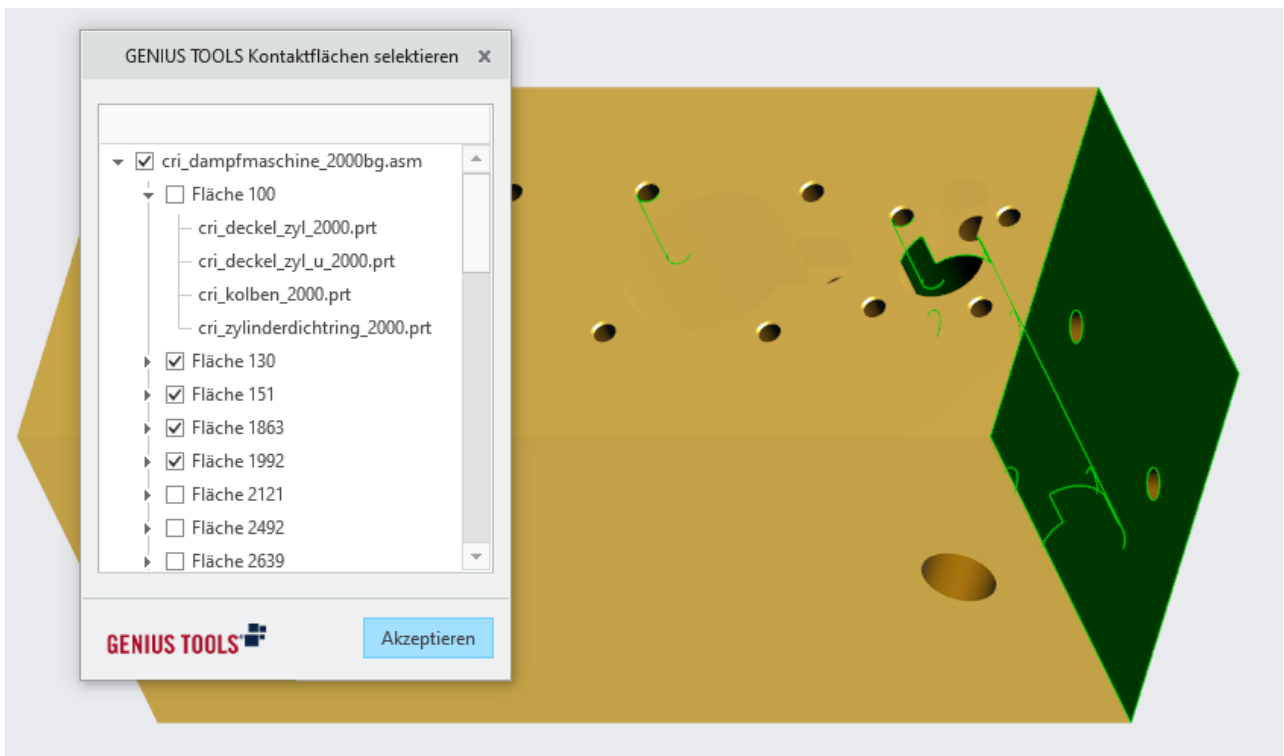 GENIUS TOOLS Kontaktflächen selektieren
cri_dampfmaschine_2000bg.asm
Fläche 100
cri_deckel_zyl_2000.prt
cri_deckel_zyl_u_2000.prt
cri_kolben_2000.prt
cri_zylinderdichtring_2000.prt
Fläche 130
Fläche 151
Fläche 1863
Fläche 1992
Fläche 2121
Fläche 2492
Fläche 2639
GENIUS TOOLS
Akzeptieren